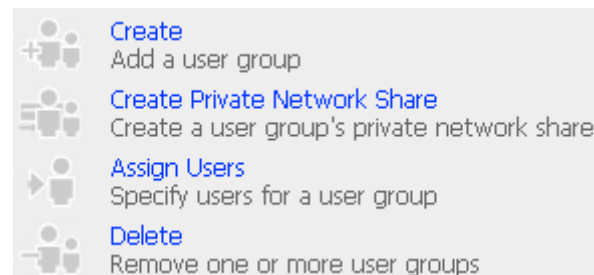 Create
Add a user group
Create Private Network Share
Create a user group's private network share
Assign Users
Specify users for a user group
Delete
Remove one or more user groups